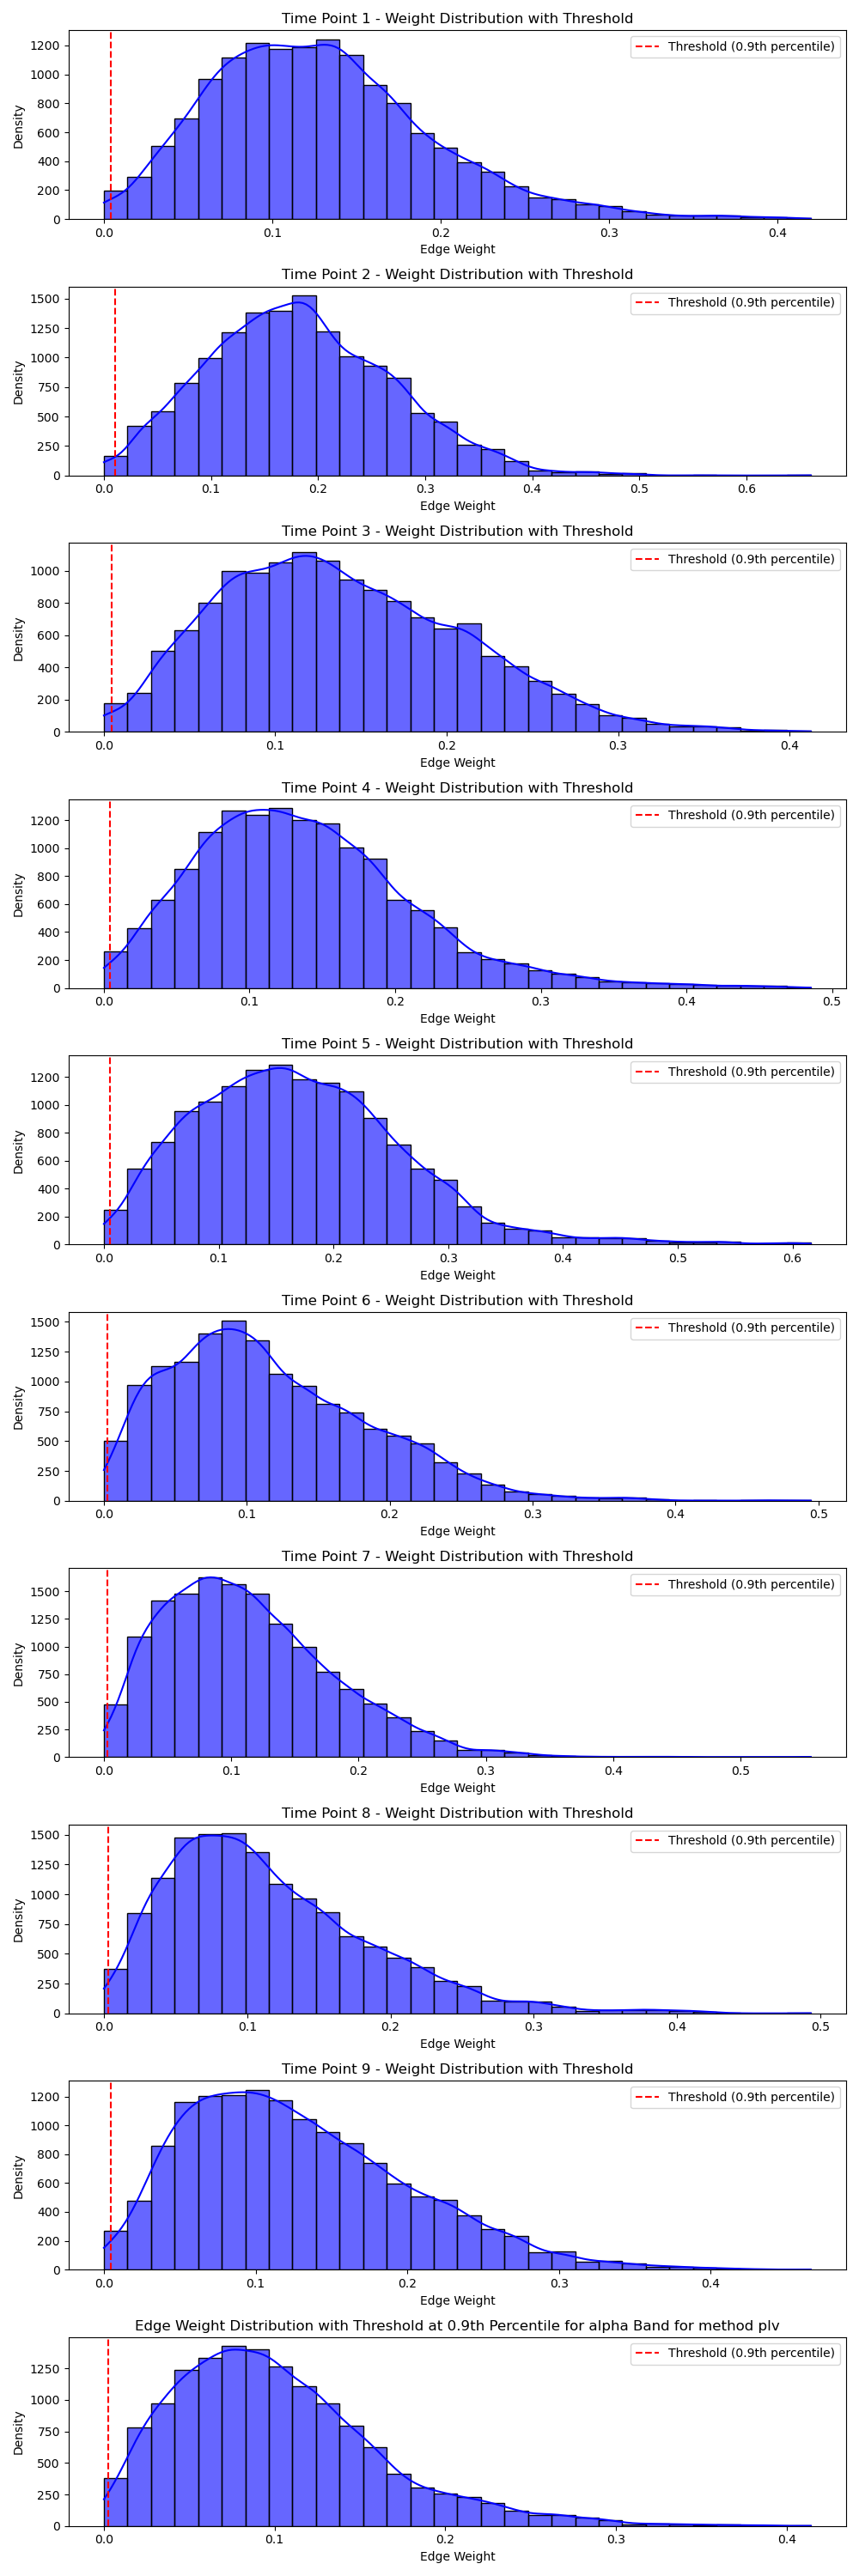 Time Point 1 - Weight Distribution with Threshold
Threshold (0.9th percentile)
1200
1000
800
600
400
200
0
Density
0.0 0.1 0.2 0.3 0.4
Edge Weight
Time Point 2 - Weight Distribution with Threshold
Threshold (0.9th percentile)
1500
1250
1000
750
500
250
0
Density
0.0 0.1 0.2 0.3 0.4 0.5 0.6
Edge Weight
Time Point 3 - Weight Distribution with Threshold
Threshold (0.9th percentile)
1000
800
600
400
200
0
Density
0.0 0.1 0.2 0.3 0.4
Edge Weight
Time Point 4 - Weight Distribution with Threshold
Threshold (0.9th percentile)
1200
1000
800
600
400
200
0
Density
0.0 0.1 0.2 0.3 0.4 0.5
Edge Weight
Time Point 5 - Weight Distribution with Threshold
Threshold (0.9th percentile)
1200
1000
800
600
400
200
0
Density
0.0 0.1 0.2 0.3 0.4 0.5 0.6
Edge Weight
Time Point 6 - Weight Distribution with Threshold
Threshold (0.9th percentile)
1500
1250
1000
750
500
250
0
Density
0.0 0.1 0.2 0.3 0.4 0.5
Edge Weight
Time Point 7 - Weight Distribution with Threshold
Threshold (0.9th percentile)
1500
1250
1000
750
500
250
0
Density
0.0 0.1 0.2 0.3 0.4 0.5
Edge Weight
Time Point 8 - Weight Distribution with Threshold
Threshold (0.9th percentile)
1500
1250
1000
750
500
250
0
Density
0.0 0.1 0.2 0.3 0.4 0.5
Edge Weight
Time Point 9 - Weight Distribution with Threshold
Threshold (0.9th percentile)
1200
1000
800
600
400
200
0
Density
0.0 0.1 0.2 0.3 0.4
Edge Weight
Edge Weight Distribution with Threshold at 0.9th Percentile for alpha Band for method plv
Threshold (0.9th percentile)
1250
1000
750
500
250
0
Density
0.0 0.1 0.2 0.3 0.4
Edge Weight